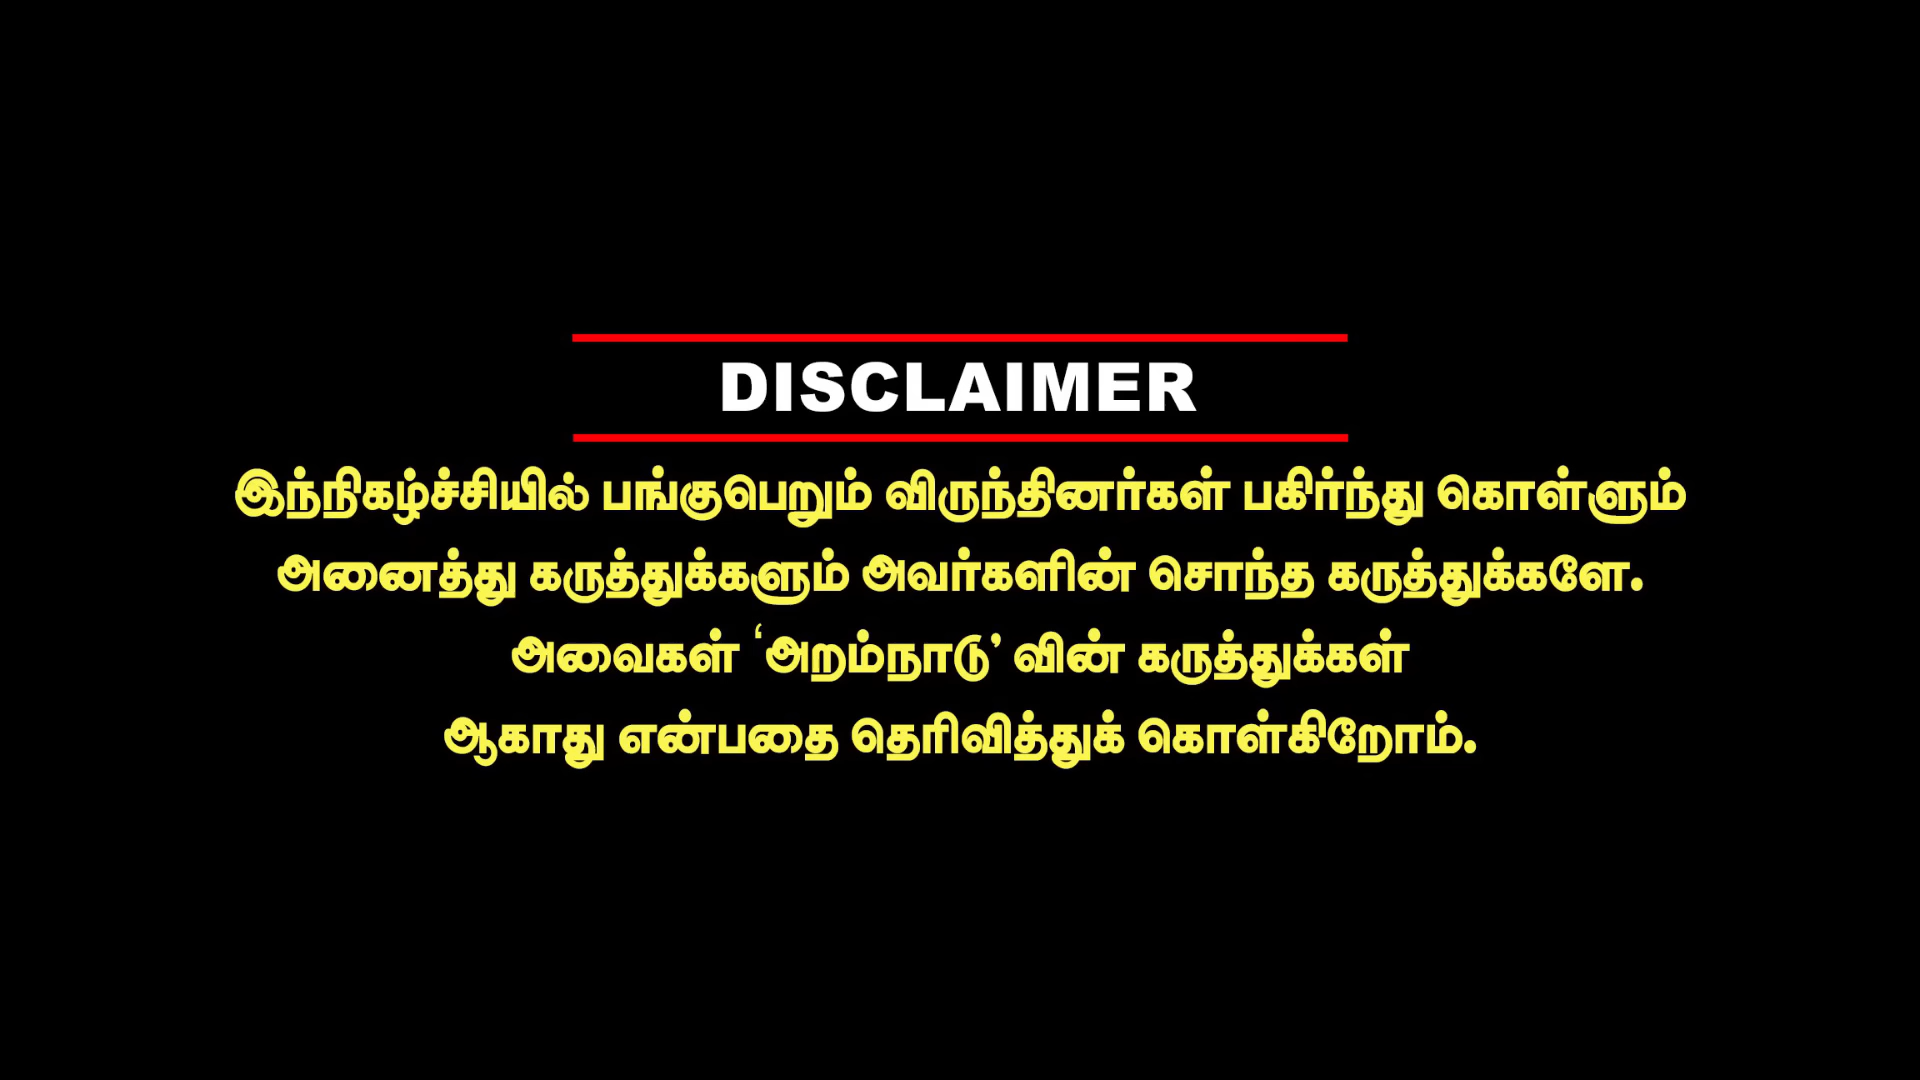 DISCLAIMER
இந்நிகழ்ச்சியில் பங்குபெறும் விருந்தினர்கள் பகிர்ந்து கொள்ளும்
அனைத்து கருத்துக்களும் அவர்களின் சொந்த கருத்துக்களே.
அவைகள் ‘அறம்நாடு’ வின் கருத்துக்கள்
ஆகாது என்பதை தெரிவித்துக் கொள்கிறோம்.